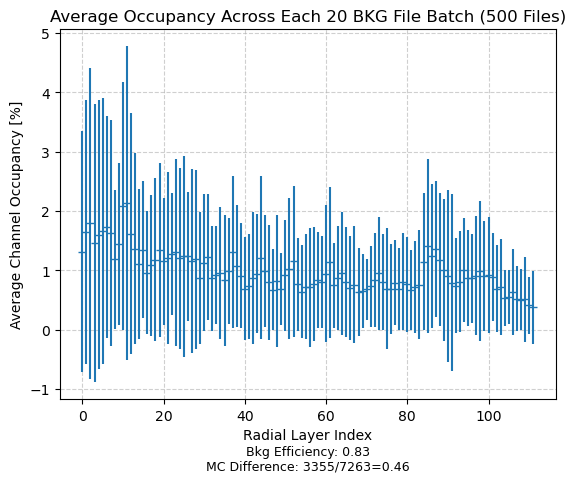 Average Occupancy Across Each 20 BKG File Batch (500 Files)
5
4
3
2
1
0
−1
Average Channel Occupancy [%]
0 20 40 60 80 100
Radial Layer Index
Bkg Efficiency: 0.83
MC Difference: 3355/7263=0.46